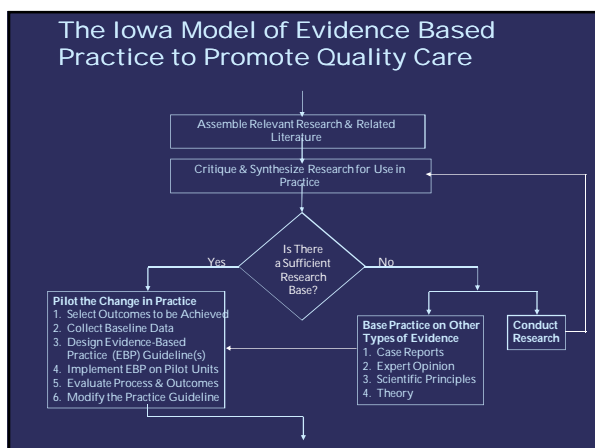 The Iowa Model of Evidence Based
Practice to Promote Quality Care
Assemble Relevant Research & Related
Literature
Critique & Synthesize Research for Use in
Practice
Is There
a Sufficient
Research
Base?
Yes
No
Pilot the Change in Practice
1. Select Outcomes to be Achieved
2. Collect Baseline Data
3. Design Evidence-Based
Practice (EBP) Guideline(s)
4. Implement EBP on Pilot Units
5. Evaluate Process & Outcomes
6. Modify the Practice Guideline
Base Practice on Other
Types of Evidence
1. Case Reports
2. Expert Opinion
3. Scientific Principles
4. Theory
Conduct
Research